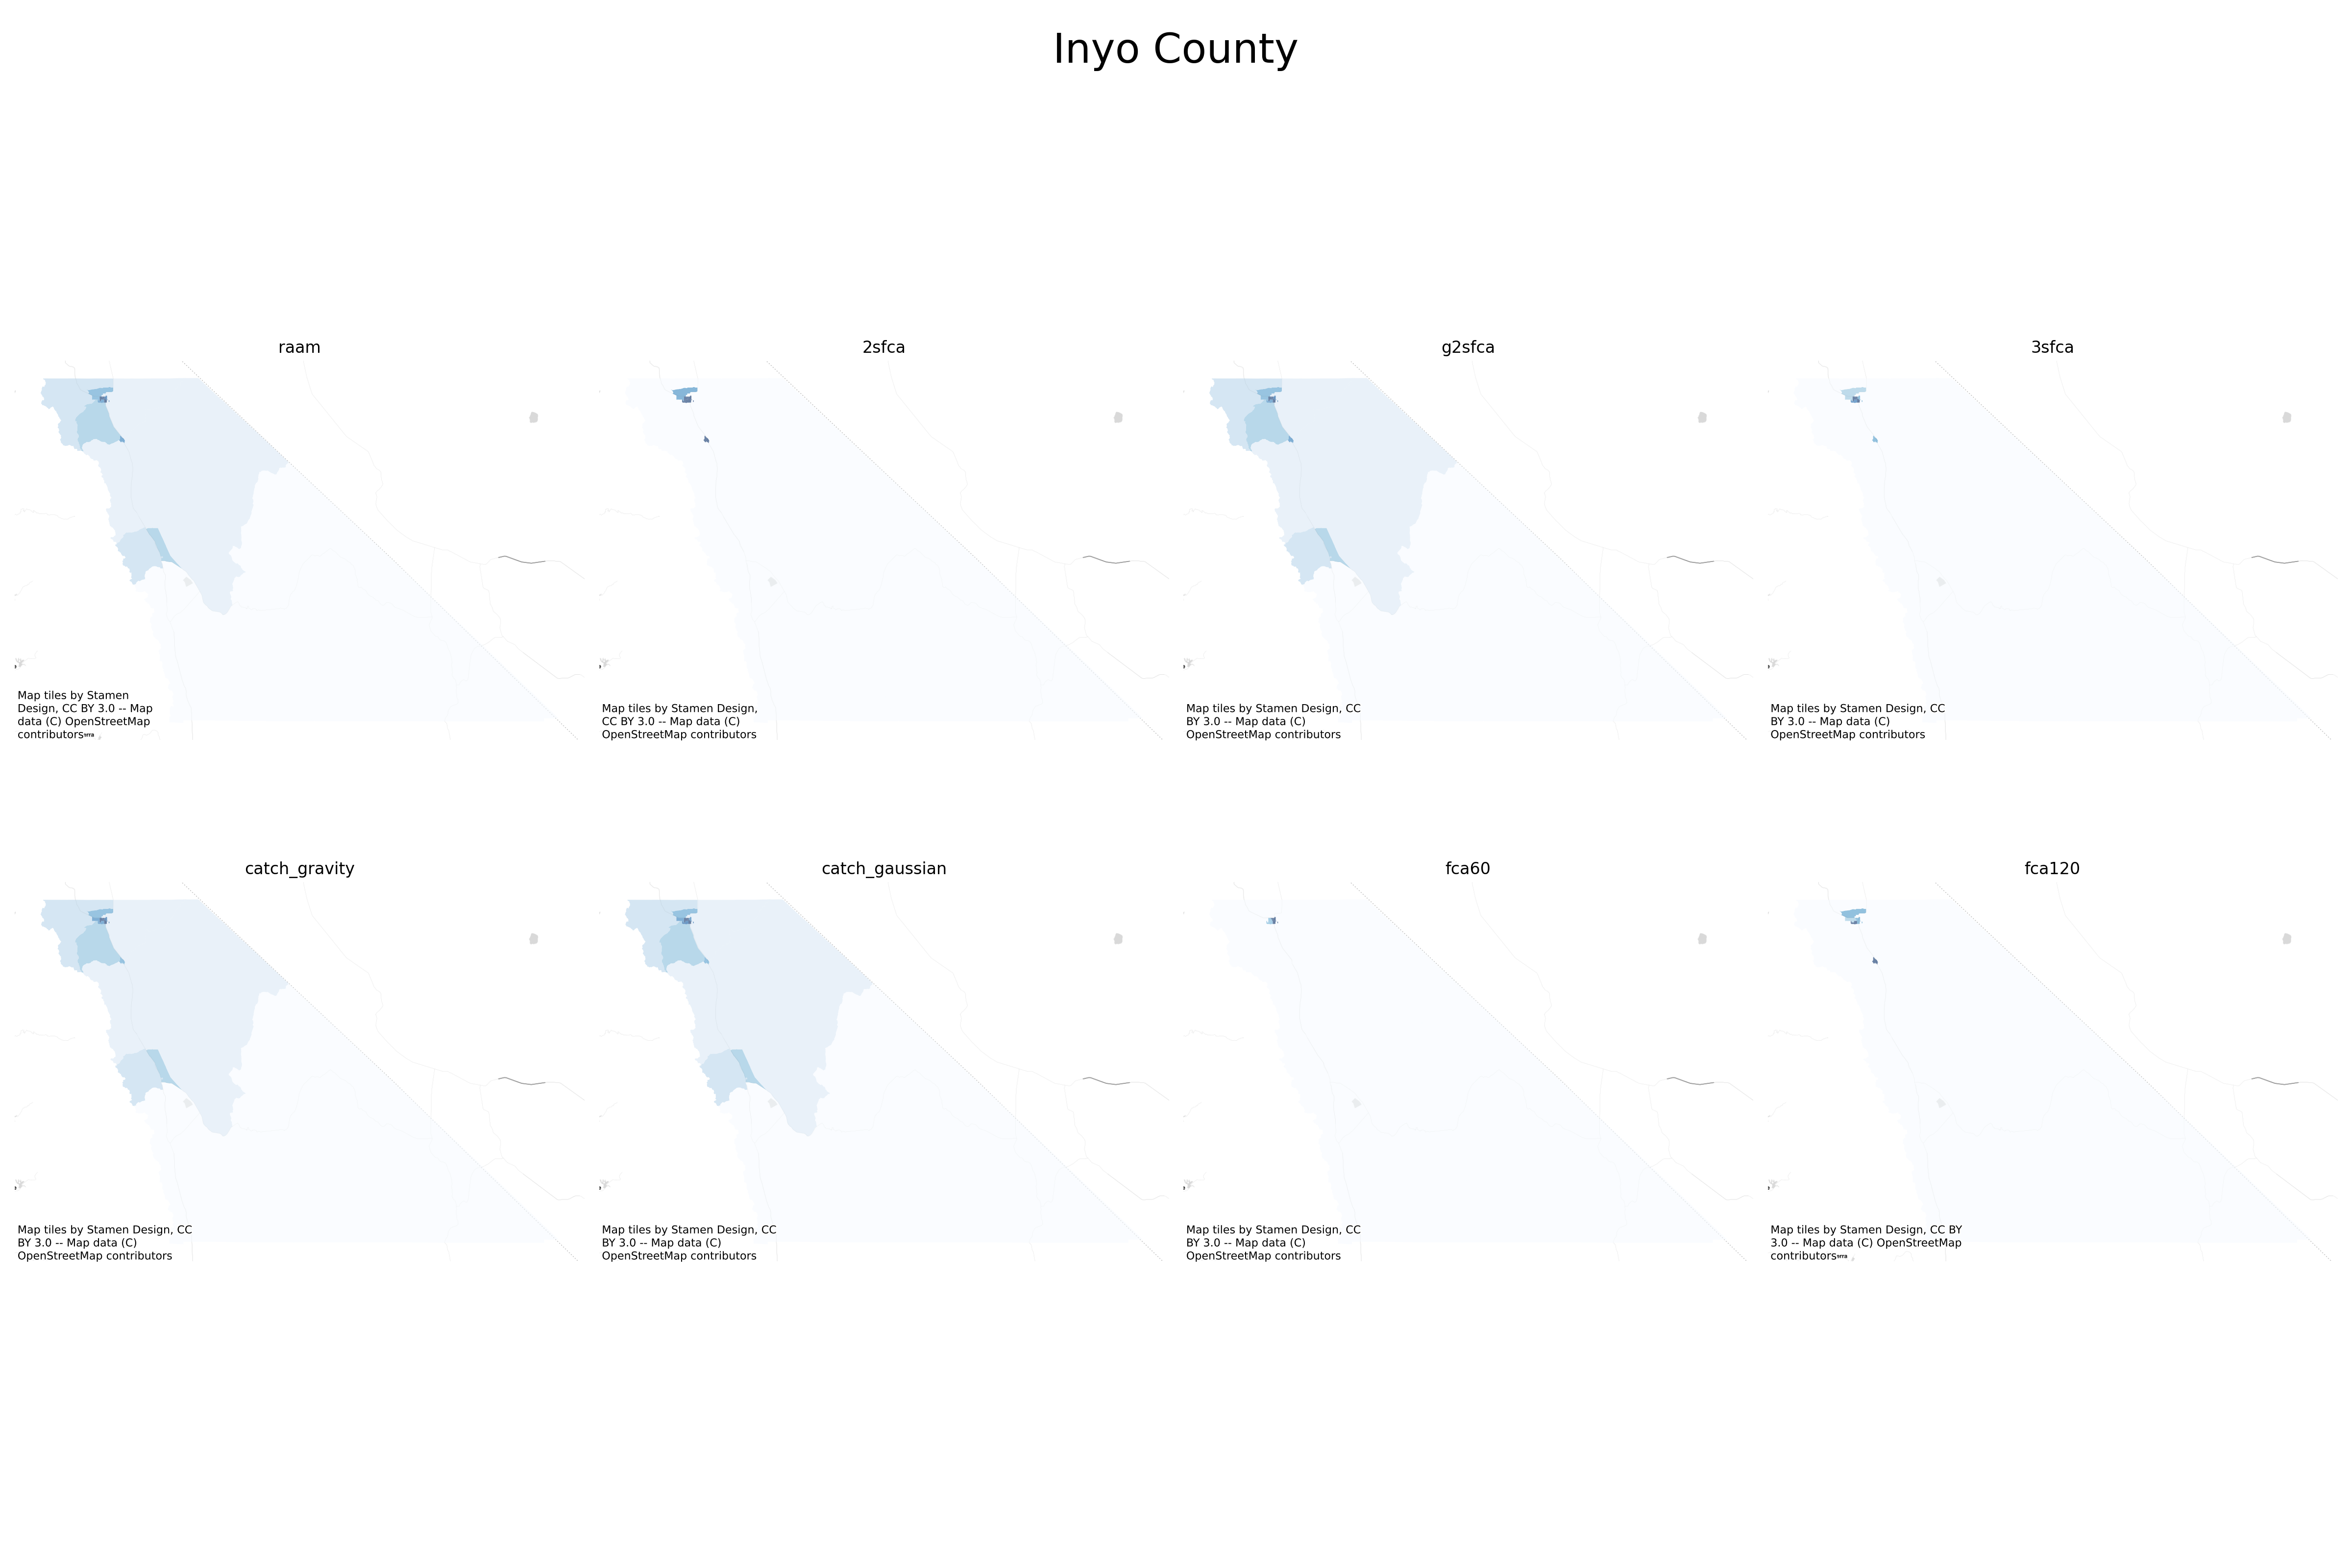 Inyo County
raam
2sfca
g2sfca
3sfca
Map tiles by Stamen
Design, CC BY 3.0 -- Map
data (C) OpenStreetMap
contributors
Map tiles by Stamen Design,
CC BY 3.0 -- Map data (C)
OpenStreetMap contributors
Map tiles by Stamen Design, CC
BY 3.0 -- Map data (C)
OpenStreetMap contributors
Map tiles by Stamen Design, CC
BY 3.0 -- Map data (C)
OpenStreetMap contributors
catch_gravity
catch_gaussian
fca60
fca120
Map tiles by Stamen Design, CC
BY 3.0 -- Map data (C)
OpenStreetMap contributors
Map tiles by Stamen Design, CC
BY 3.0 -- Map data (C)
OpenStreetMap contributors
Map tiles by Stamen Design, CC
BY 3.0 -- Map data (C)
OpenStreetMap contributors
Map tiles by Stamen Design, CC BY
3.0 -- Map data (C) OpenStreetMap
contributors